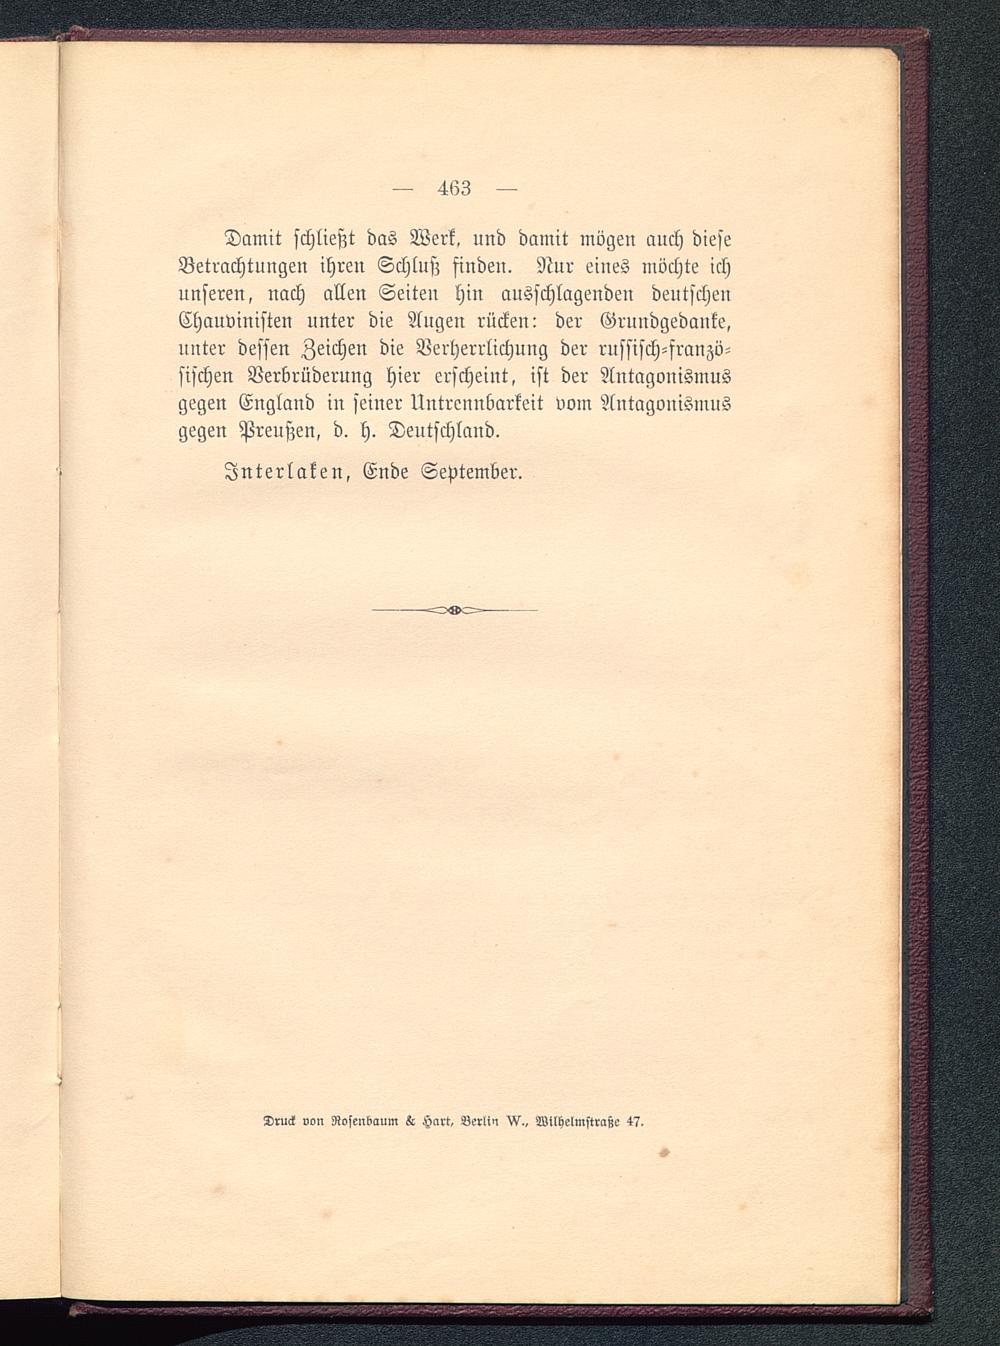 — 463 —
Damit schließt das Werk, und damit mögen auch diese
Betrachtungen ihren Schluß finden. Nur eines möchte ich
unseren, nach allen Seiten hin ausschlagenden deutschen
Chauvinisten unter die Augen rücken: der Grundgedanke,
unter dessen Zeichen die Verherrlichung der russisch-franzö-
sischen Verbrüderung hier erscheint, ist der Antagonismus
gegen England in seiner Untrennbarkeit vom Antagonismus
gegen Preußen, d. h. Deutschland.
Interlaken, Ende September.
Druck von Rosenbaum & Hart, Berlin W., Wilhelmstraße 47.